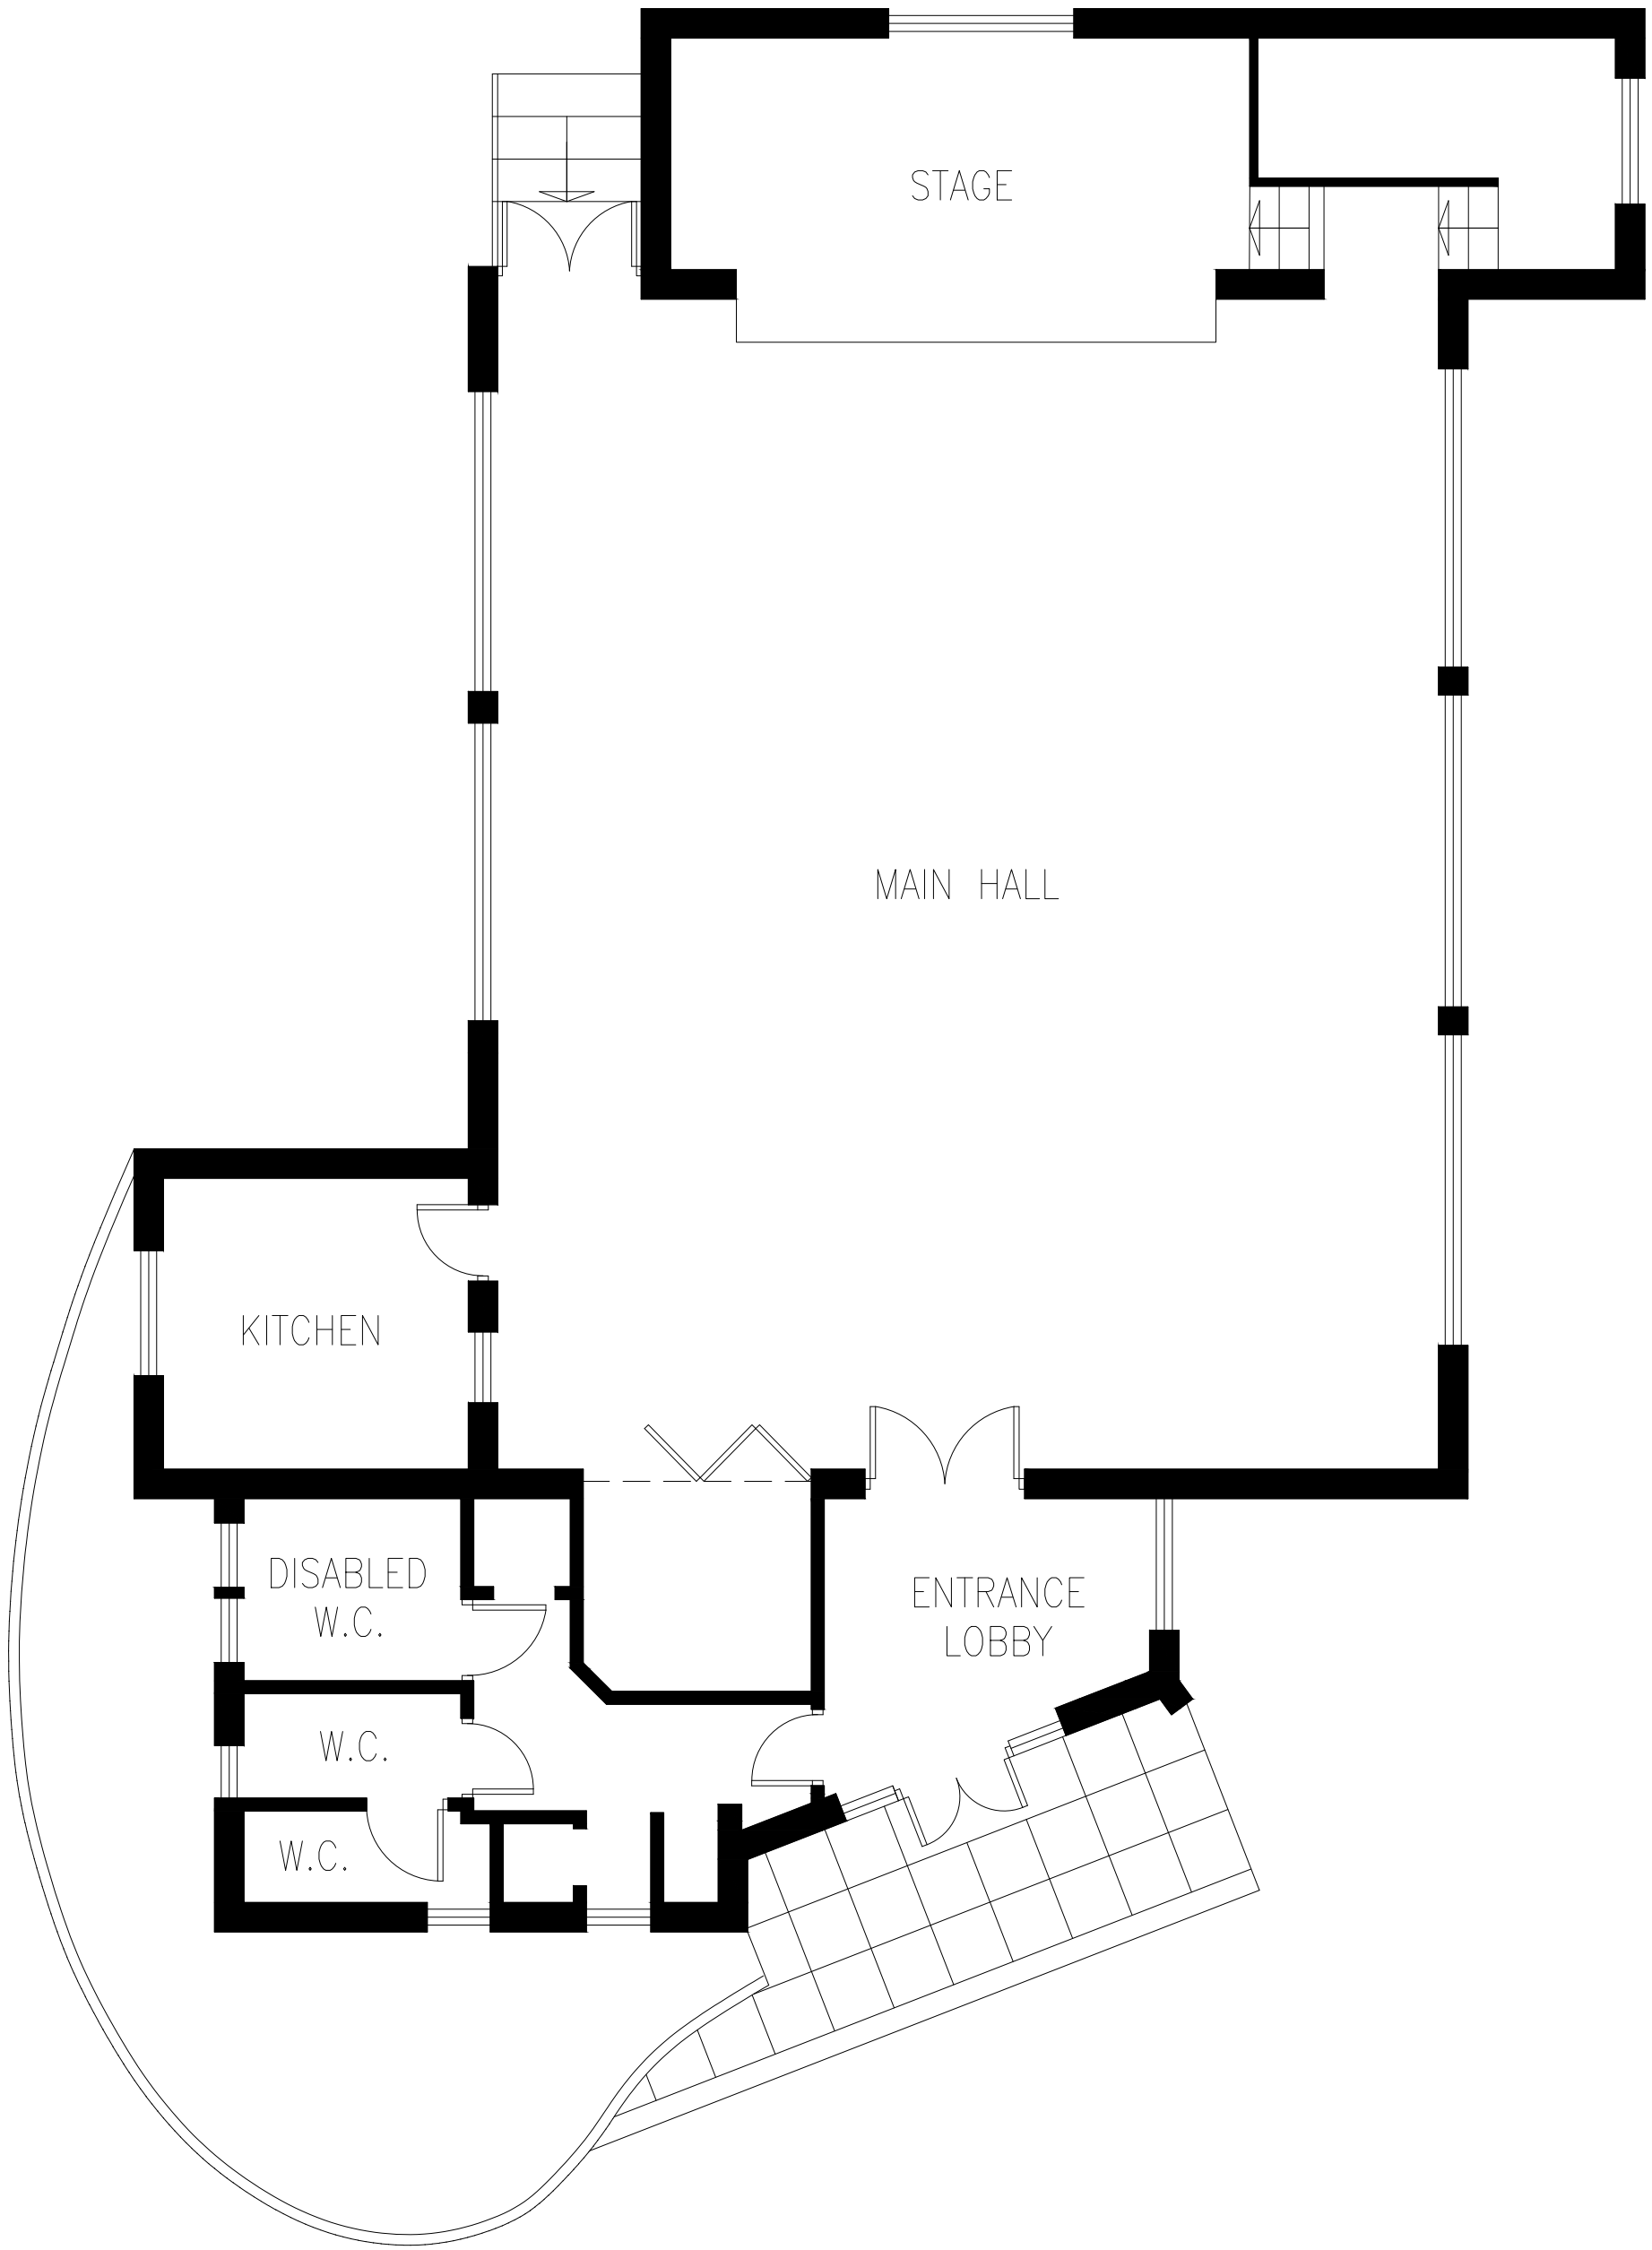 STAGE
MAIN HALL
KITCHEN
DISABLED
W.C.
ENTRANCE
LOBBY
W.C.
W.C.